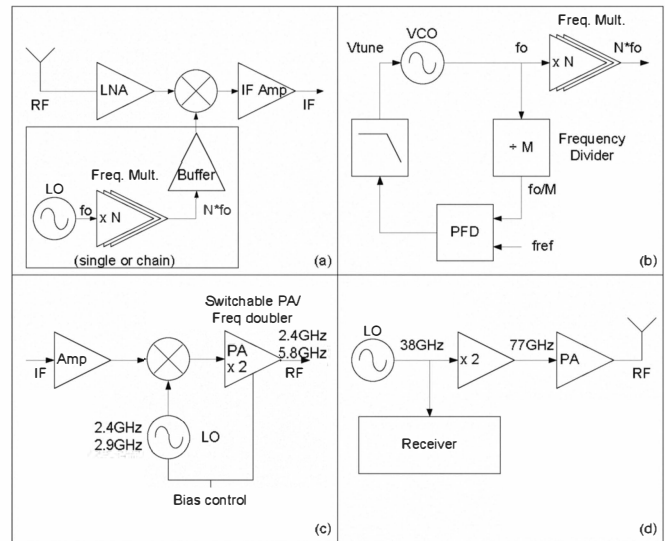 RF
LNA
IF Amp
IF
Buffer
Freq. Mult.
LO
fo
x N
N*fo
(single or chain)
(a)
Freq. Mult.
VCO
Vtune
fo
N*fo
x N
÷ M
Frequency
Divider
fo/M
PFD
fref
(b)
Switchable PA/
Freq doubler
2.4GHz
5.8GHz
Amp
PA
x 2
IF
RF
2.4GHz
2.9GHz
LO
Bias control
(c)
LO
38GHz
77GHz
x 2
PA
RF
Receiver
(d)